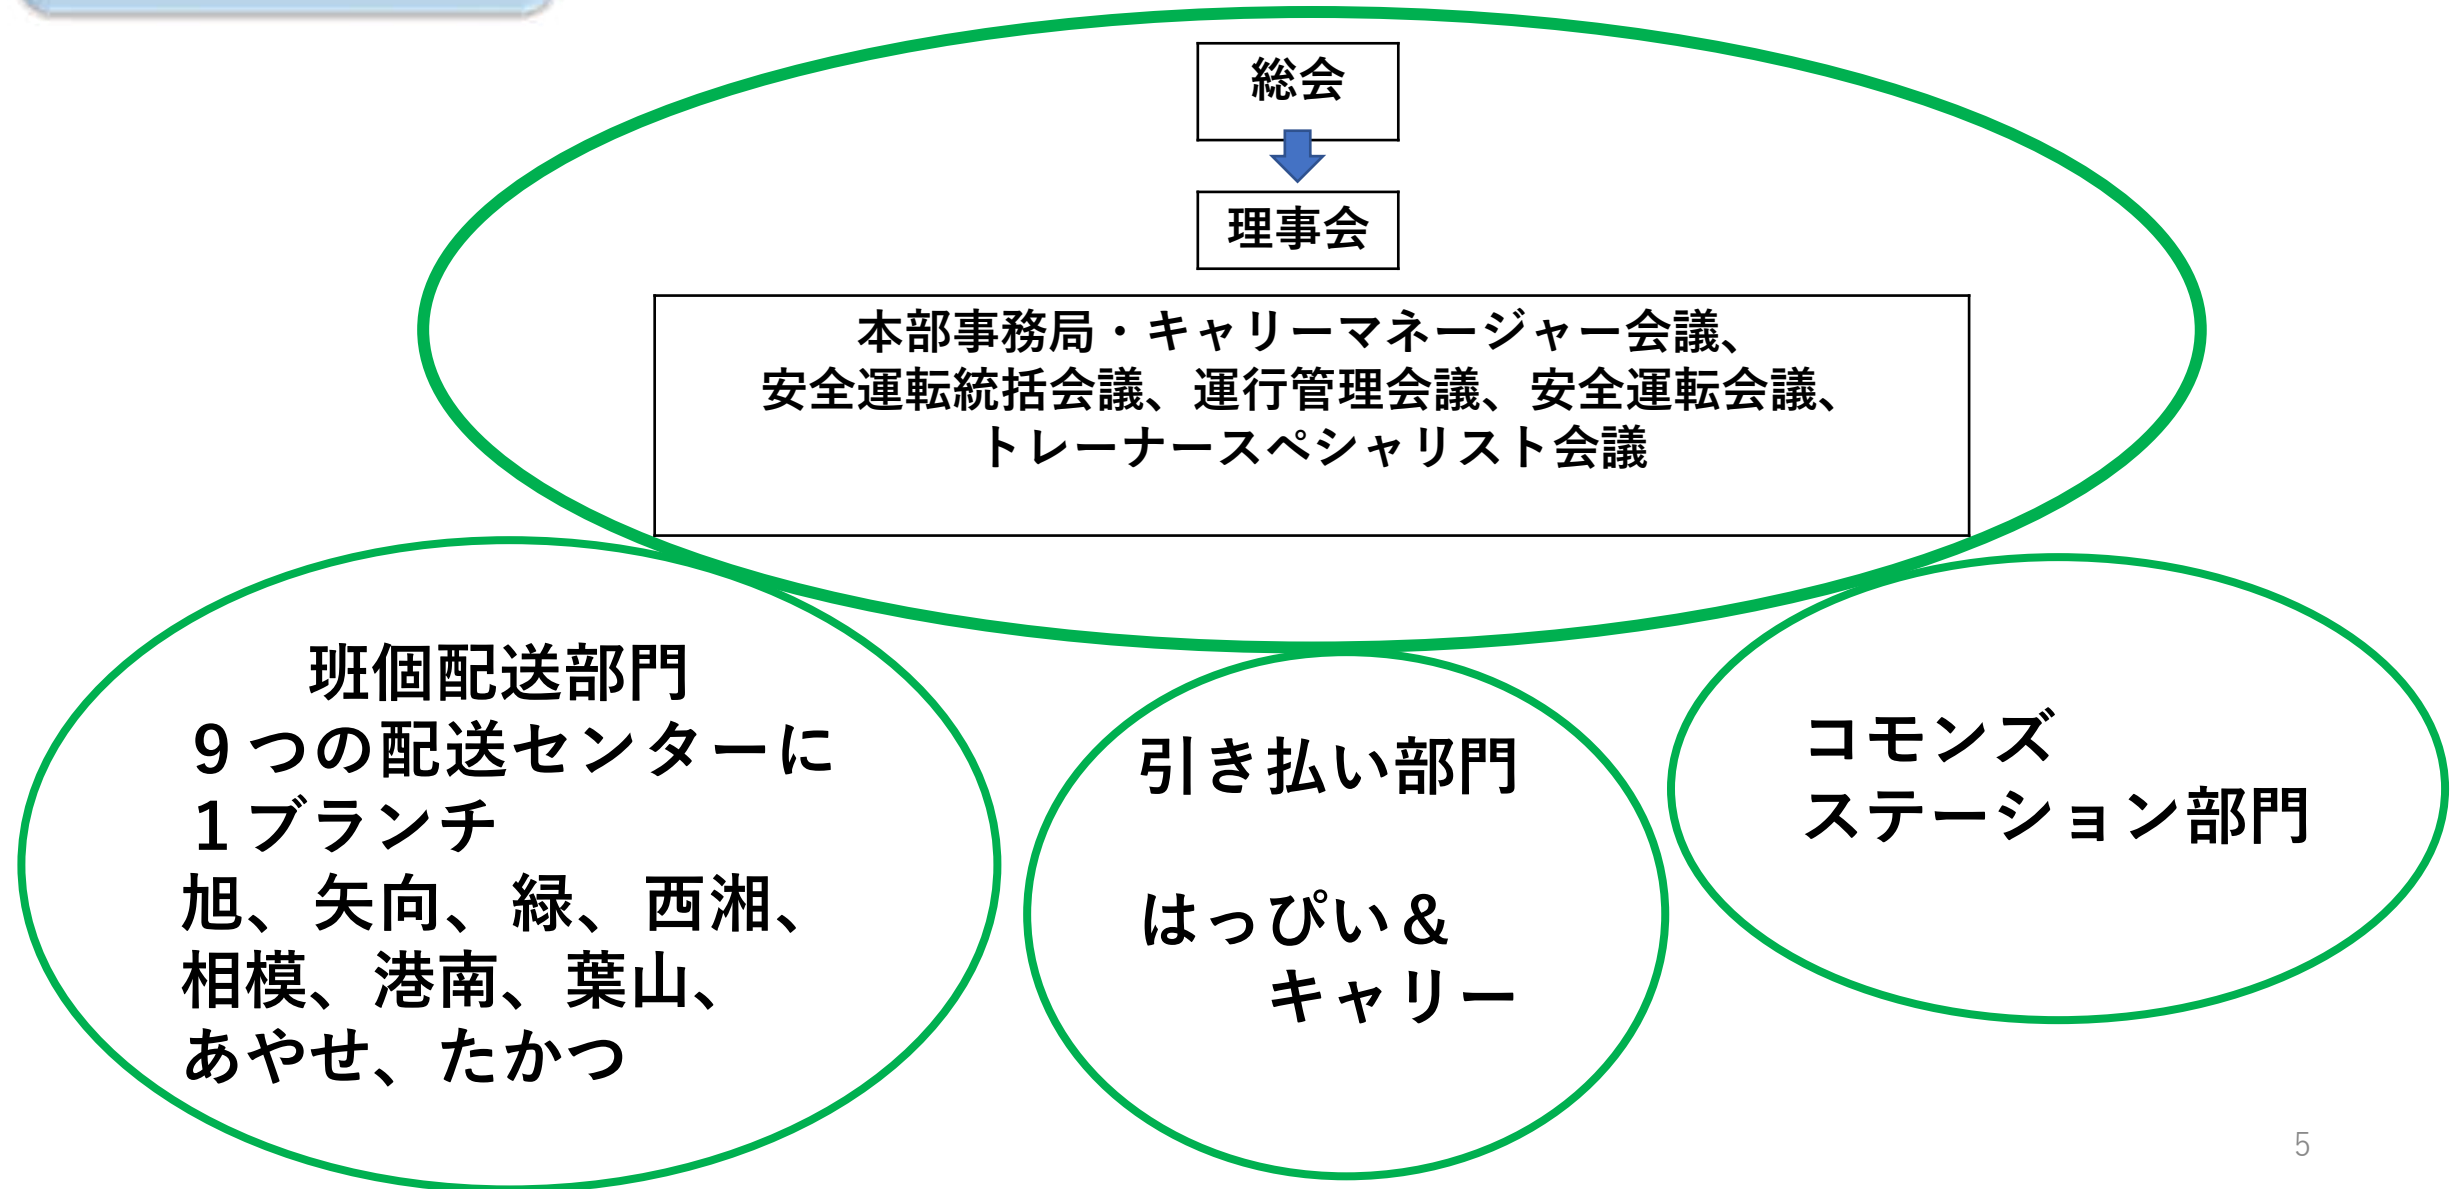 総会
理事会
本部事務局・キャリーマネージャー会議、
安全運転統括会議、運行管理会議、安全運転会議、
トレーナースペシャリスト会議
班個配送部門
９つの配送センターに
１ブランチ
旭、矢向、緑、西湘、
相模、港南、葉山、
あやせ、たかつ
引き払い部門
はっぴい＆
キャリー
コモンズ
ステーション部門
5